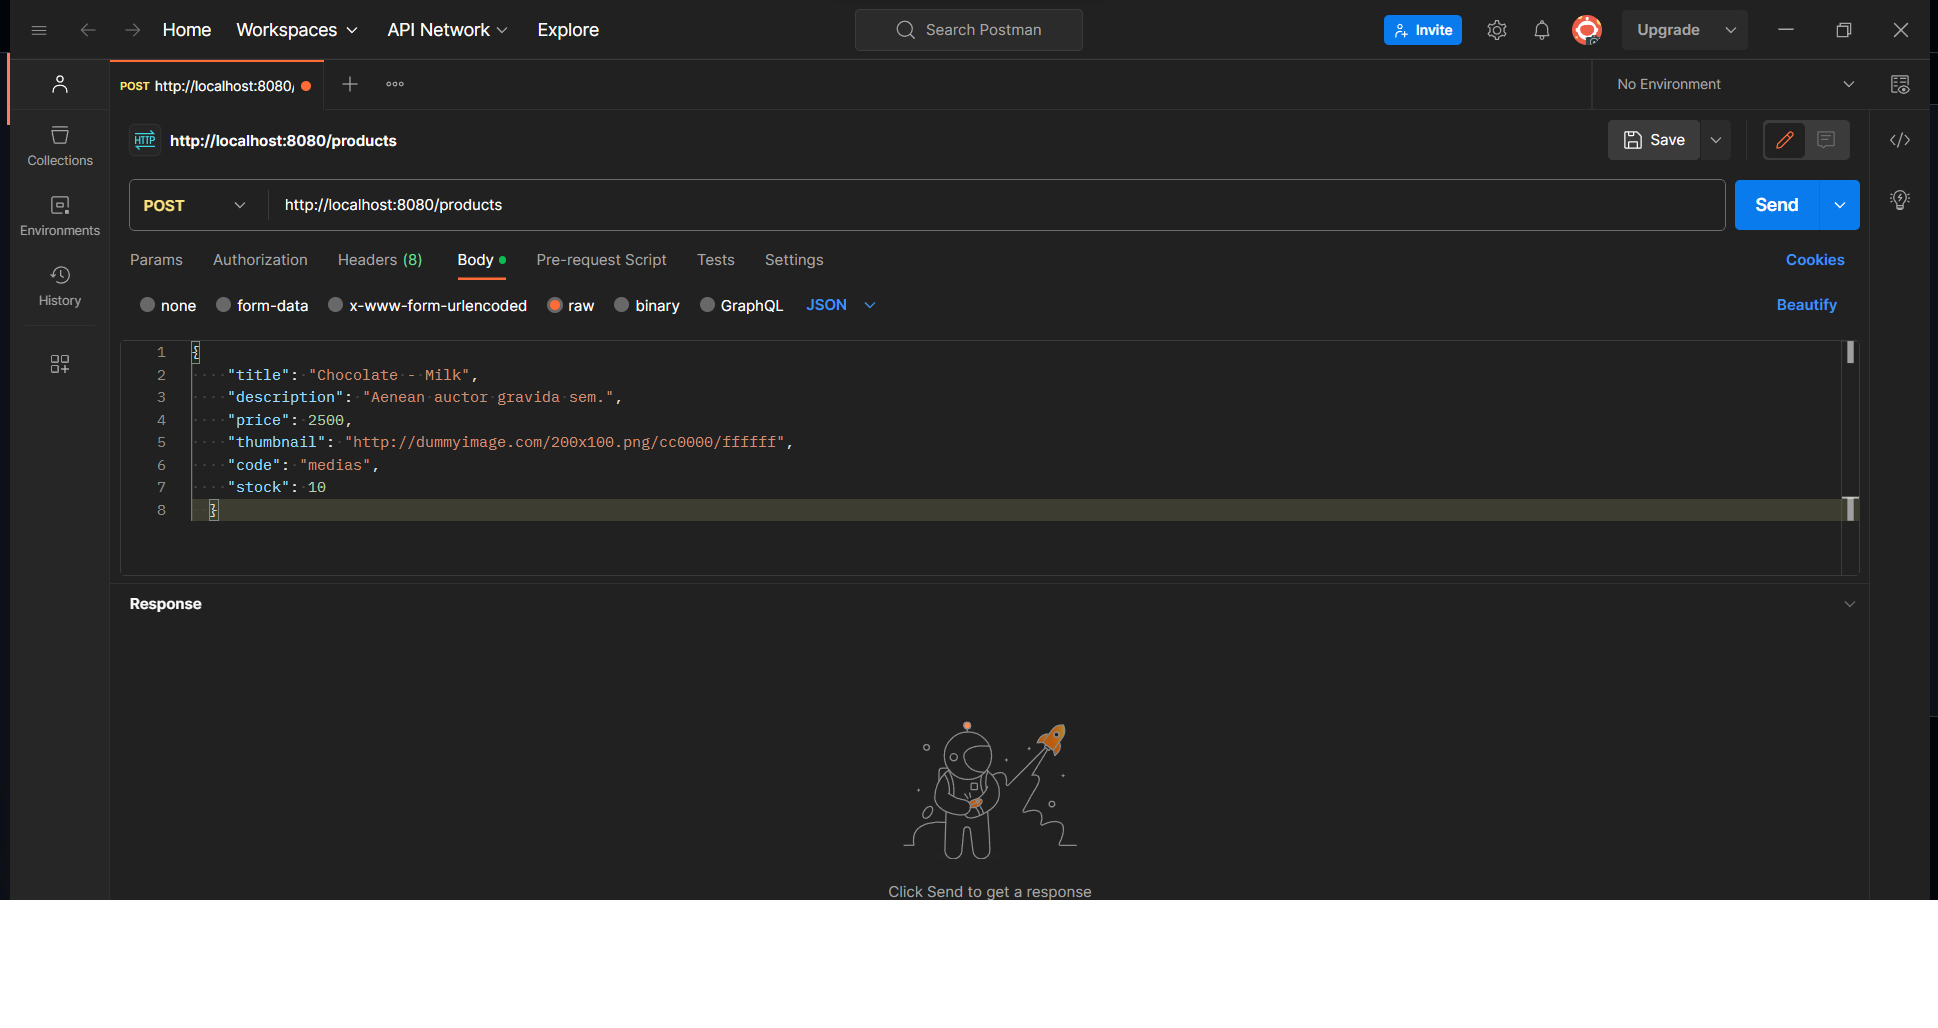 Home Workspaces API Network Explore Search Postman Invite Upgrade
POST http://localhost:8080/ No Environment
HTTP http://localhost:8080/products Save
Collections
POST http://localhost:8080/products Send
Environments
Params Authorization Headers (8) Body Pre-request Script Tests Settings Cookies
History
none form-data x-www-form-urlencoded raw binary GraphQL JSON Beautify
1 {
2 "title": "Chocolate - Milk",
3 "description": "Aenean auctor gravida sem.",
4 "price": 2500,
5 "thumbnail": "http://dummyimage.com/200x100.png/cc0000/ffffff",
6 "code": "medias",
7 "stock": 10
8 }
Response
Click Send to get a response